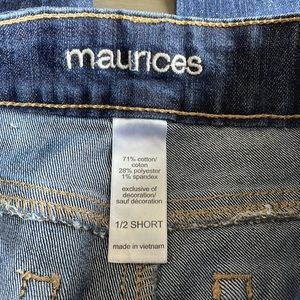 maurices
71% cotton/
coton
28% polyester
1% spandex
exclusive of
decoration/
sauf décoration
1/2 SHORT
made in vietnam